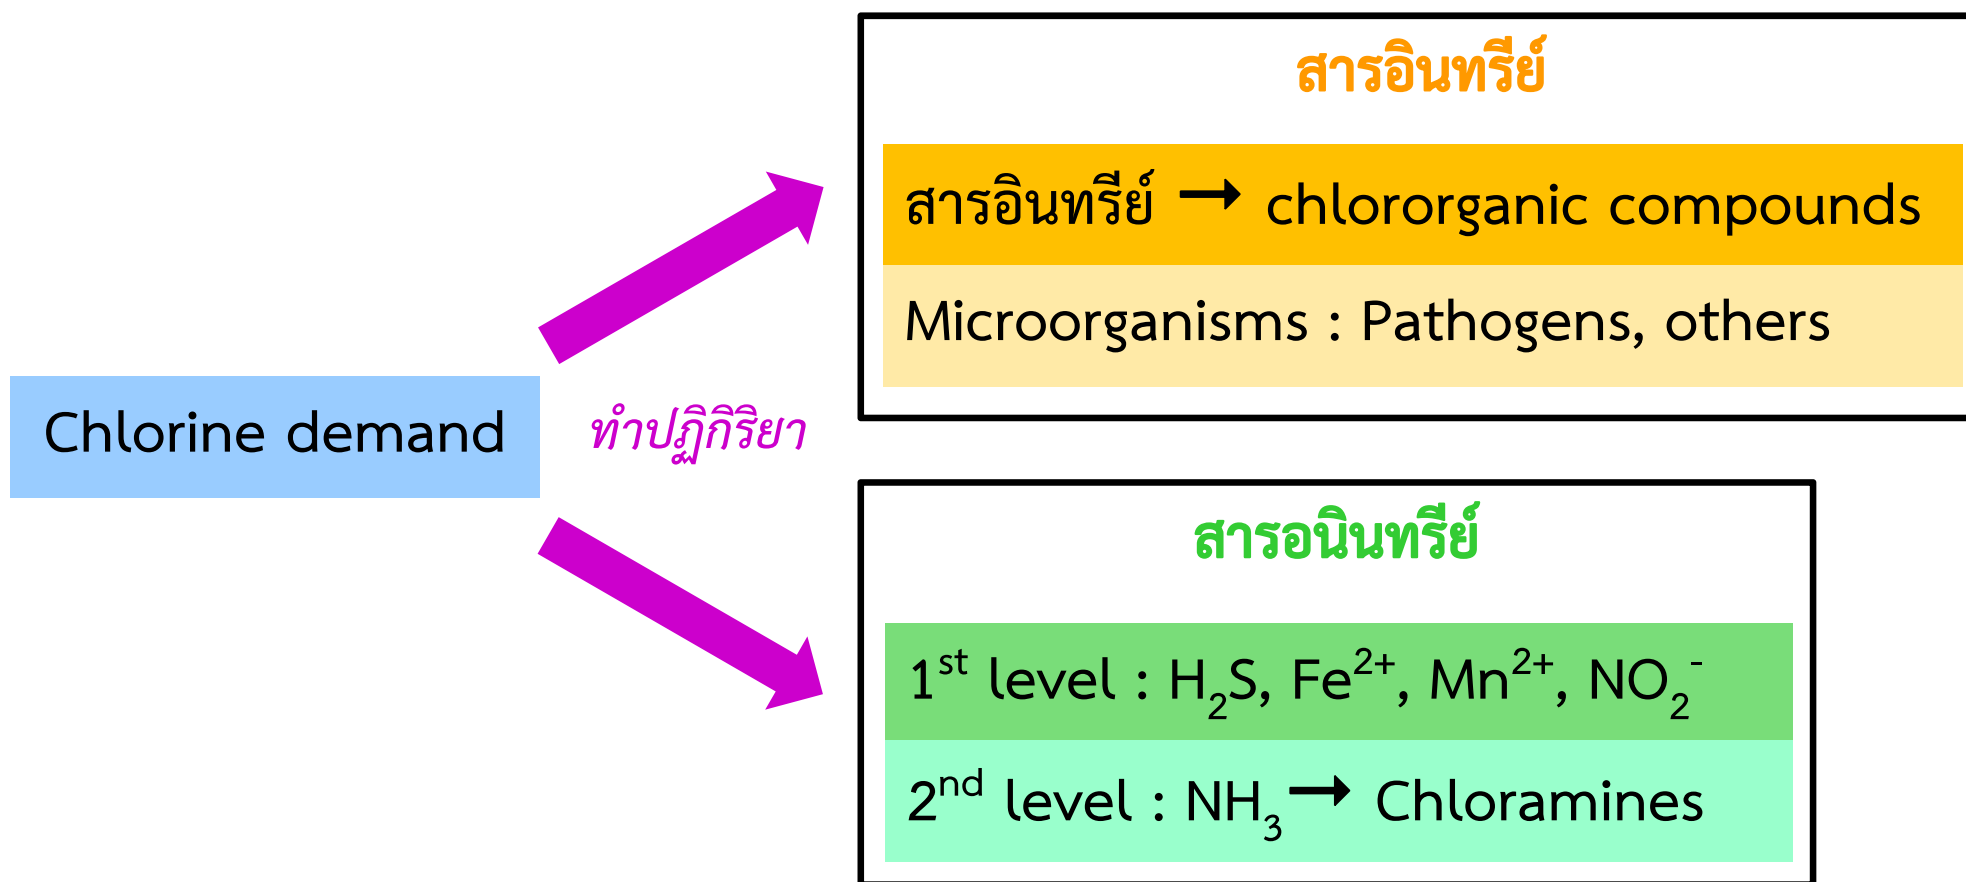 สารอินทรีย์
สารอินทรีย์ → chlororganic compounds
Microorganisms : Pathogens, others
Chlorine demand
ทำปฏิกิริยา
สารอนินทรีย์
1st level : H2S, Fe2+, Mn2+, NO2-
2nd level : NH3 → Chloramines